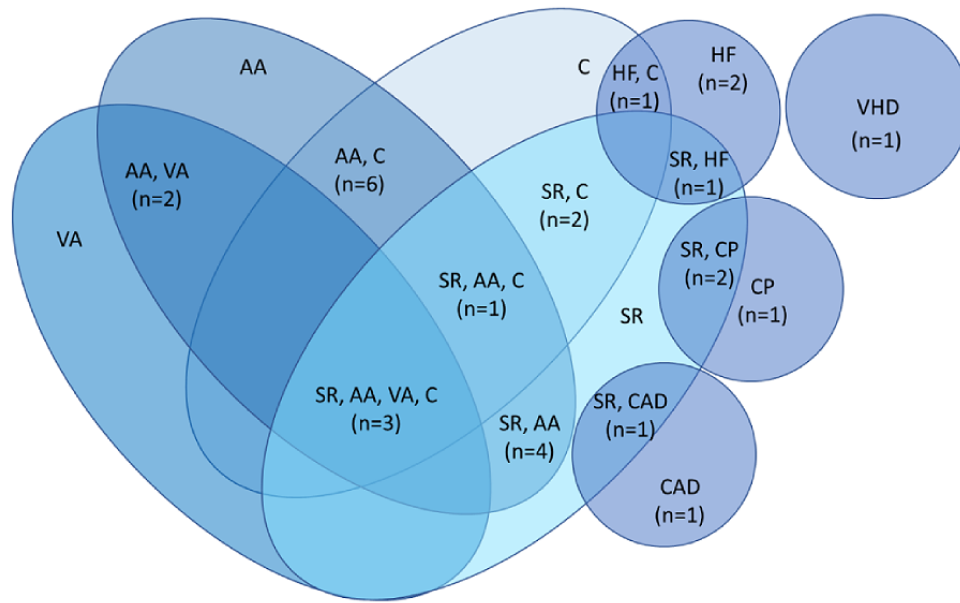 AA
C
HF, C
(n=1)
HF
(n=2)
VHD
(n=1)
AA, VA
(n=2)
AA, C
(n=6)
SR, C
(n=2)
SR, HF
(n=1)
VA
SR, AA, C
(n=1)
SR
SR, CP
(n=2)
CP
(n=1)
SR, AA, VA, C
(n=3)
SR, AA
(n=4)
SR, CAD
(n=1)
CAD
(n=1)